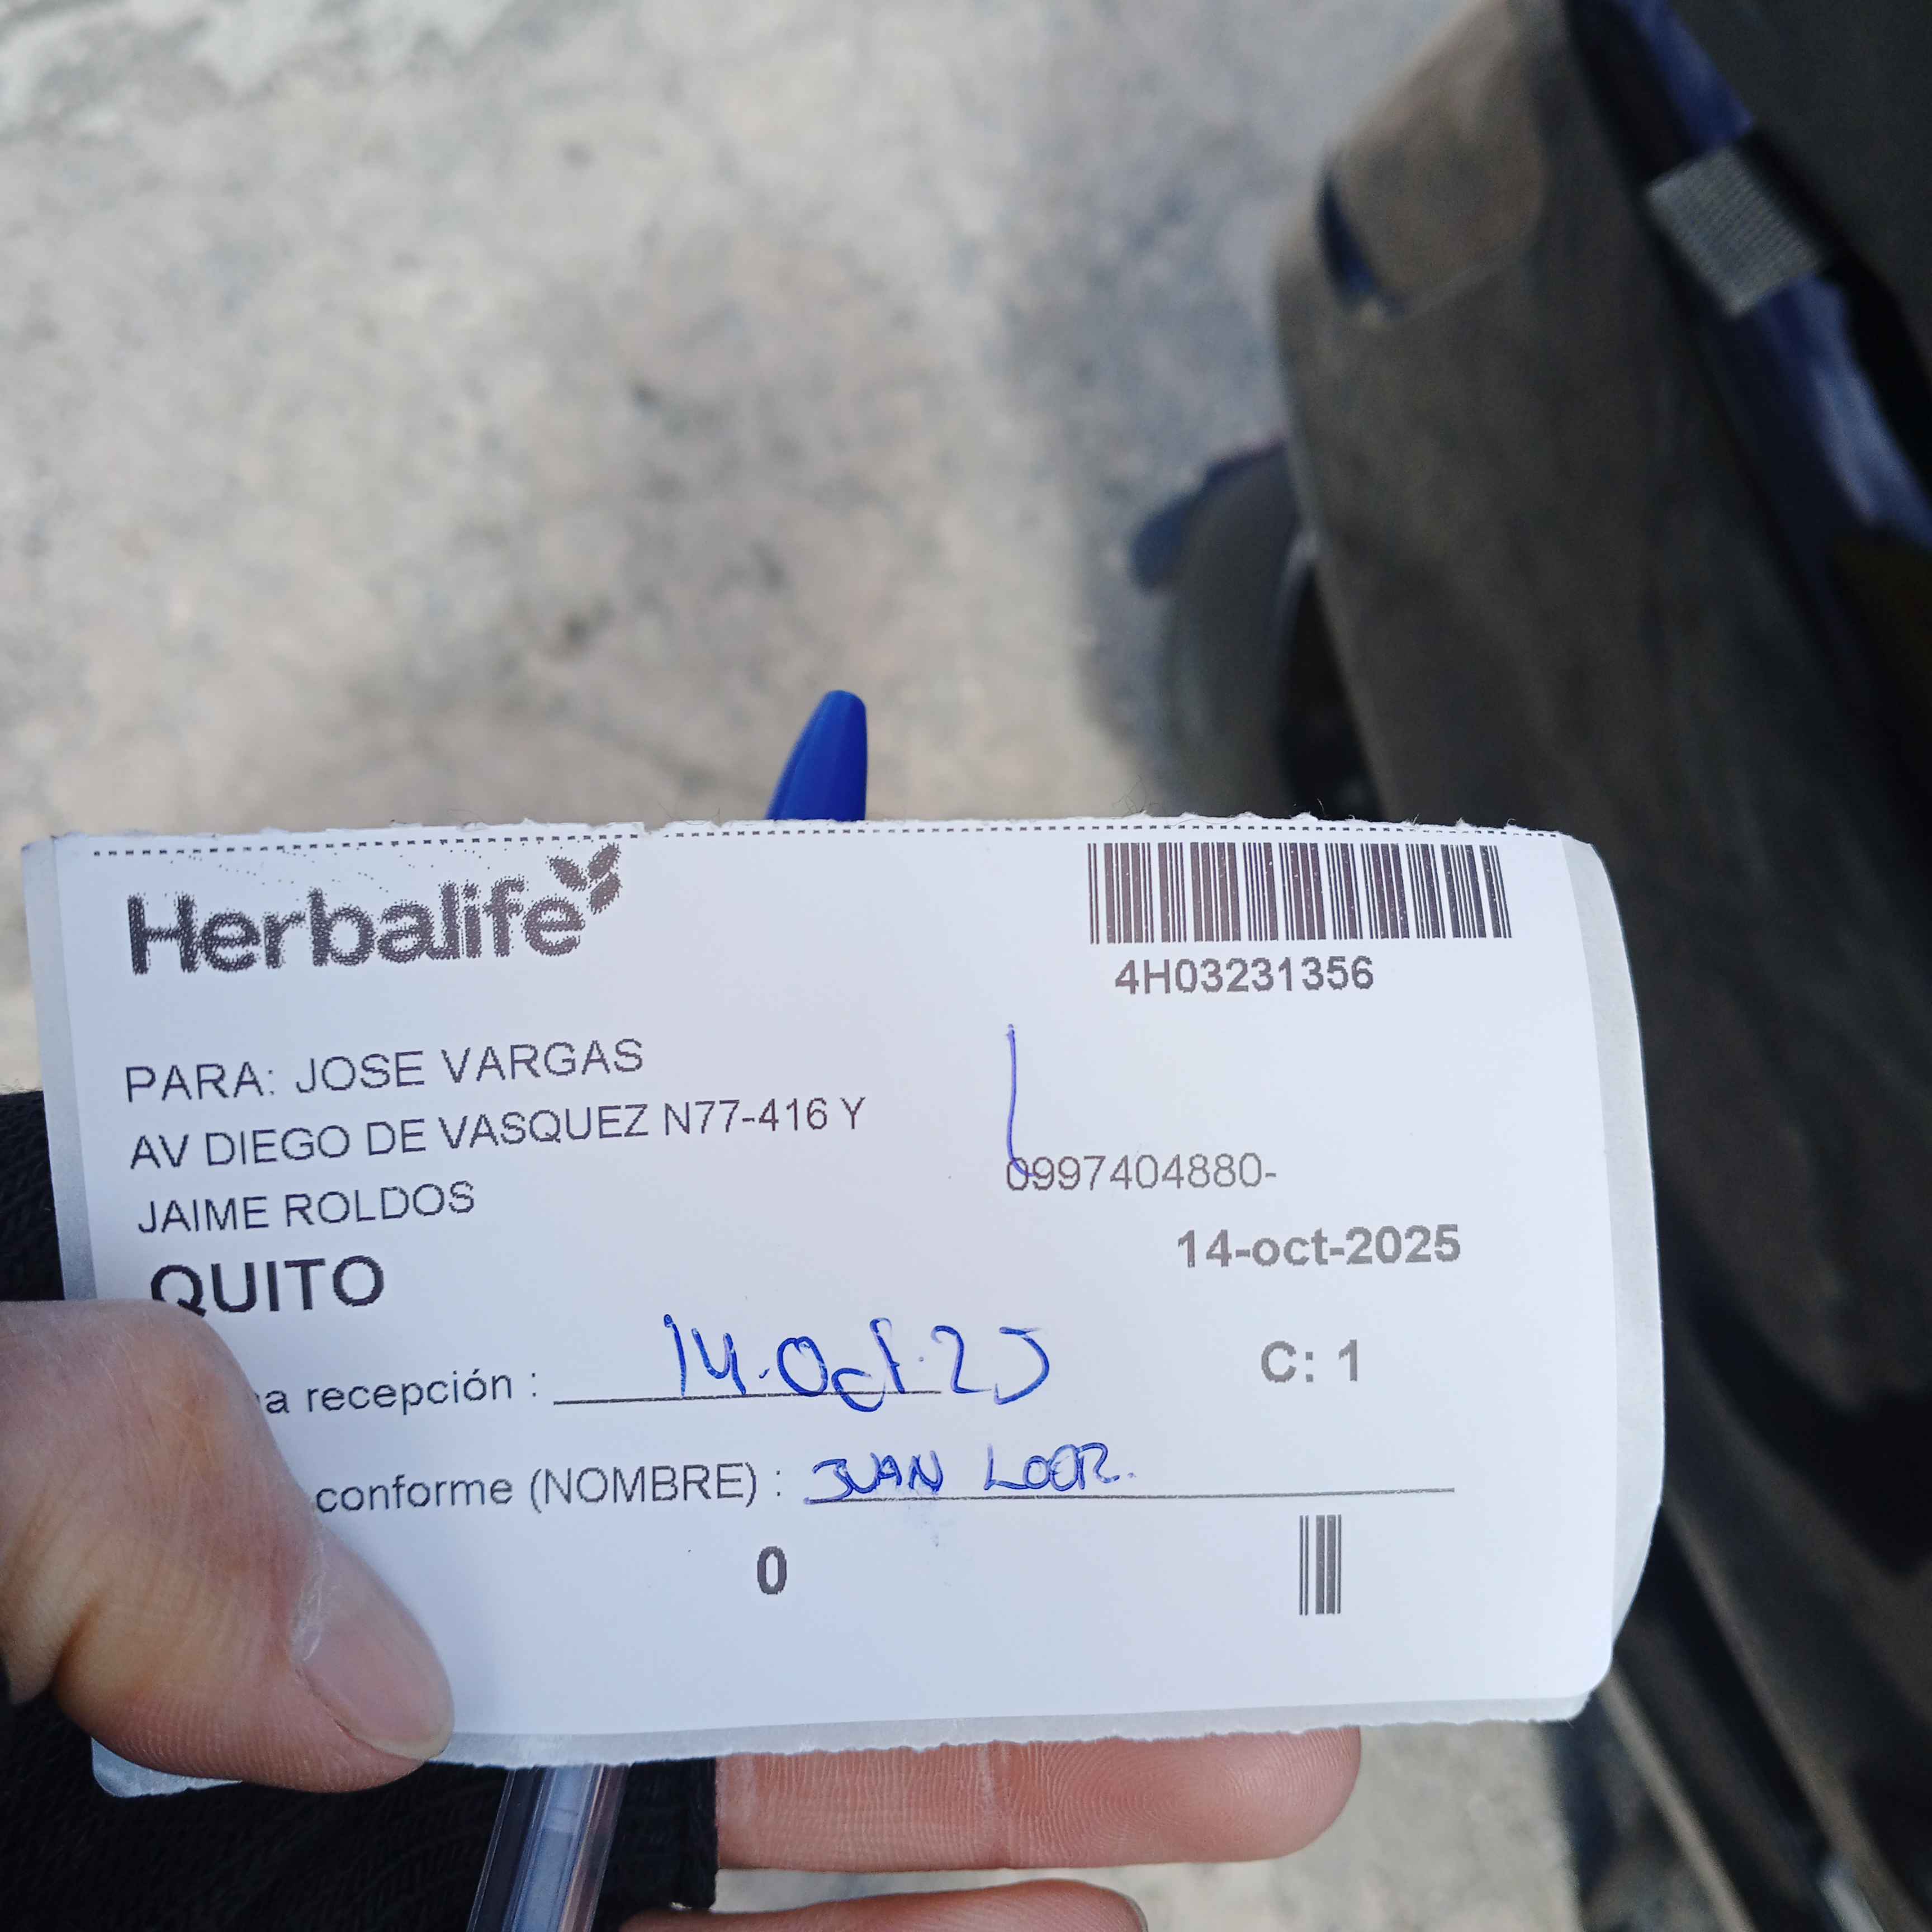 Herbalife
4H03231356
PARA: JOSE VARGAS
AV DIEGO DE VASQUEZ N77-416 Y
JAIME ROLDOS
0997404880-
QUITO
14-oct-2025
a recepción : 14.Oct.25
C: 1
conforme (NOMBRE) : JUAN LOOR.
0